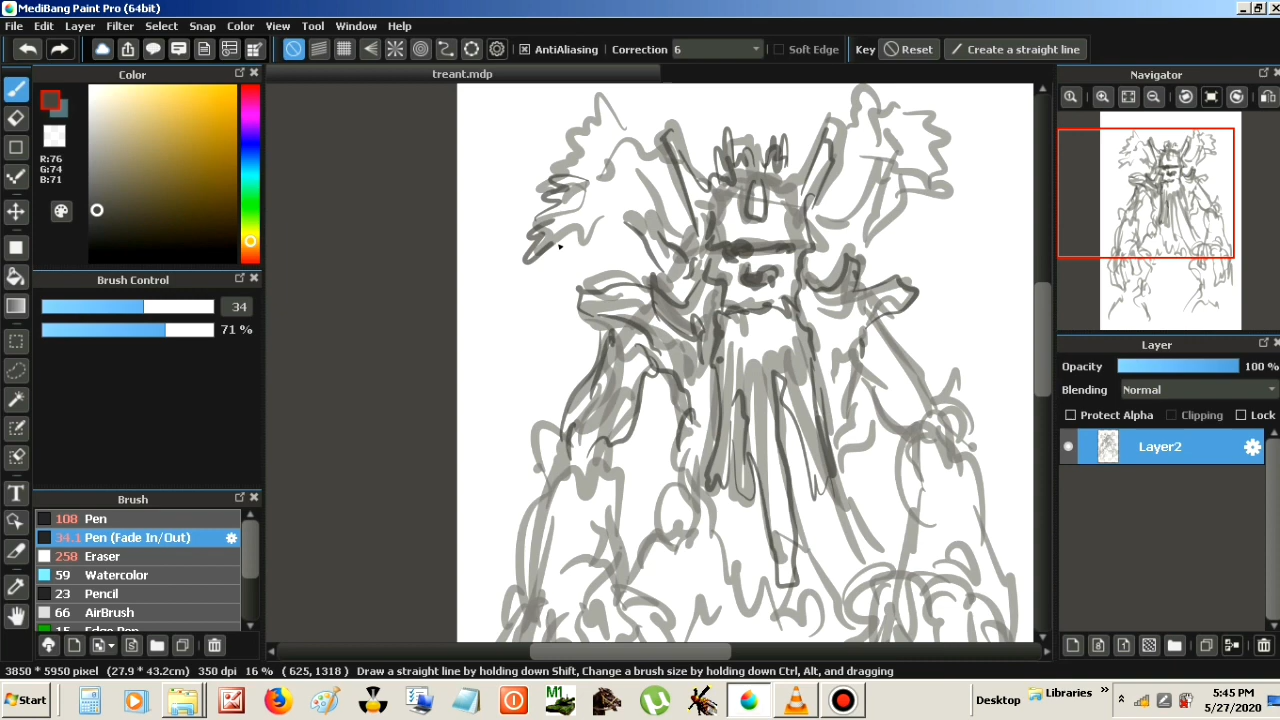 MediBang Paint Pro (64bit)
File Edit Layer Filter Select Snap Color View Tool Window Help
AntiAliasing Correction 6 Soft Edge Key Reset Create a straight line
Color
treant.mdp
Navigator
R:76
G:74
B:71
Brush Control
34
71 %
Layer
Opacity 100 %
Blending Normal
Protect Alpha Clipping Lock
Layer2
Brush
108 Pen
34.1 Pen (Fade In/Out)
258 Eraser
59 Watercolor
23 Pencil
66 AirBrush
15 Edge Pen
3850 * 5950 pixel (27.9 * 43.2cm) 350 dpi 16 % ( 625, 1318 ) Draw a straight line by holding down Shift, Change a brush size by holding down Ctrl, Alt, and dragging
Start
M1
Desktop
Libraries
5:45 PM
5/27/2020